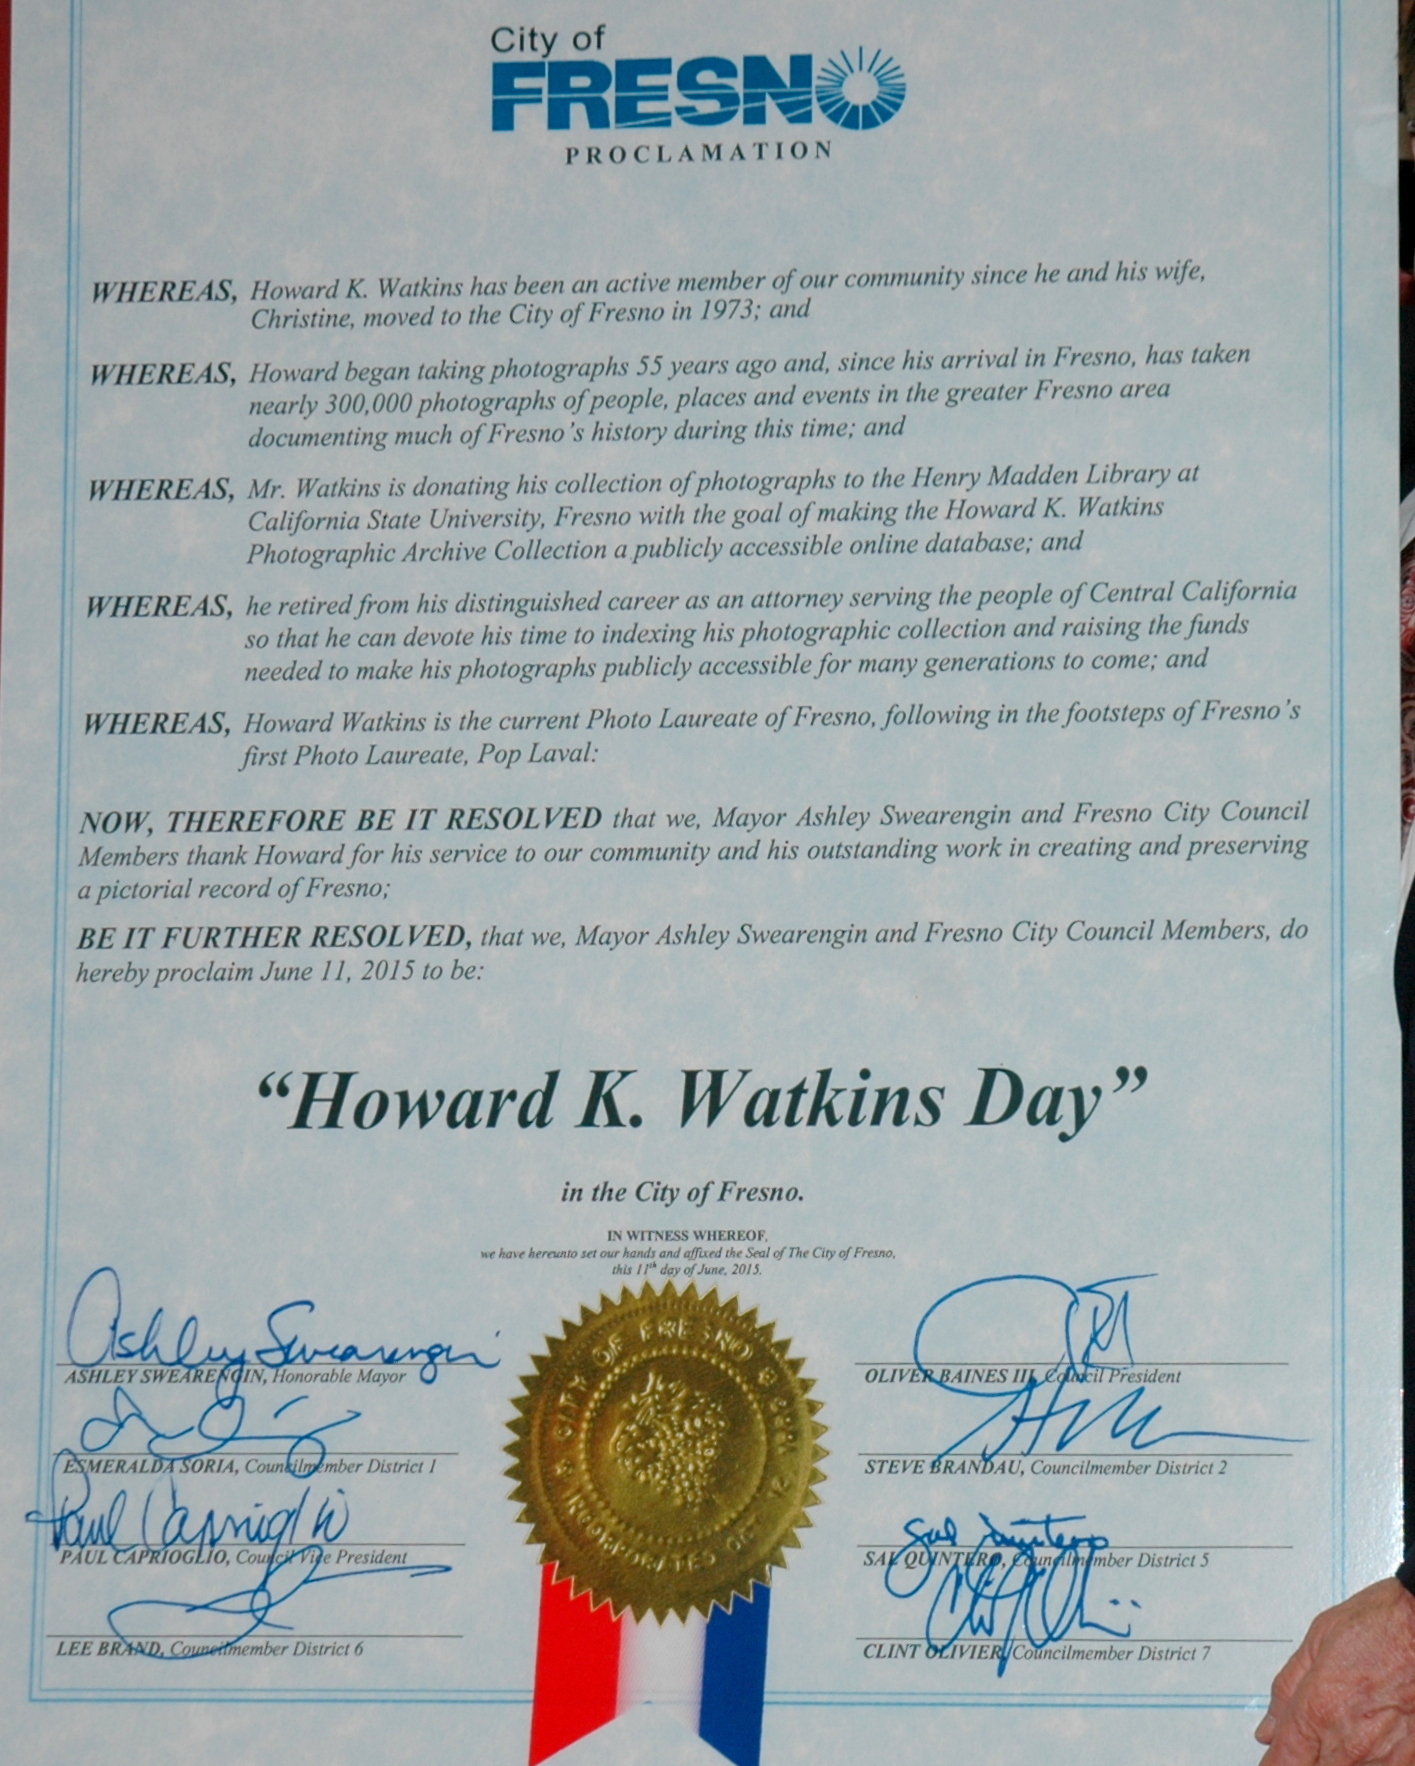 City of
FRESNO
PROCLAMATION
WHEREAS, Howard K. Watkins has been an active member of our community since he and his wife,
Christine, moved to the City of Fresno in 1973; and
WHEREAS, Howard began taking photographs 55 years ago and, since his arrival in Fresno, has taken
nearly 300,000 photographs of people, places and events in the greater Fresno area
documenting much of Fresno's history during this time; and
WHEREAS, Mr. Watkins is donating his collection of photographs to the Henry Madden Library at
California State University, Fresno with the goal of making the Howard K. Watkins
Photographic Archive Collection a publicly accessible online database; and
WHEREAS, he retired from his distinguished career as an attorney serving the people of Central California
so that he can devote his time to indexing his photographic collection and raising the funds
needed to make his photographs publicly accessible for many generations to come; and
WHEREAS, Howard Watkins is the current Photo Laureate of Fresno, following in the footsteps of Fresno's
first Photo Laureate, Pop Laval:
NOW, THEREFORE BE IT RESOLVED that we, Mayor Ashley Swearengin and Fresno City Council
Members thank Howard for his service to our community and his outstanding work in creating and preserving
a pictorial record of Fresno;
BE IT FURTHER RESOLVED, that we, Mayor Ashley Swearengin and Fresno City Council Members, do
hereby proclaim June 11, 2015 to be:
"Howard K. Watkins Day"
in the City of Fresno.
IN WITNESS WHEREOF,
we have hereunto set our hands and affixed the Seal of The City of Fresno,
this 11th day of June, 2015.
Ashley Swearengin
ASHLEY SWEARENGIN, Honorable Mayor
OLIVER BAINES III, Council President
ESMERALDA SORIA, Councilmember District 1
STEVE BRANDAU, Councilmember District 2
Paul Caprioglio
PAUL CAPRIOGLIO, Council Vice President
Sal Quintero
SAL QUINTERO, Councilmember District 5
LEE BRAND, Councilmember District 6
CLINT OLIVIER, Councilmember District 7
CITY OF FRESNO
INCORPORATED OCT